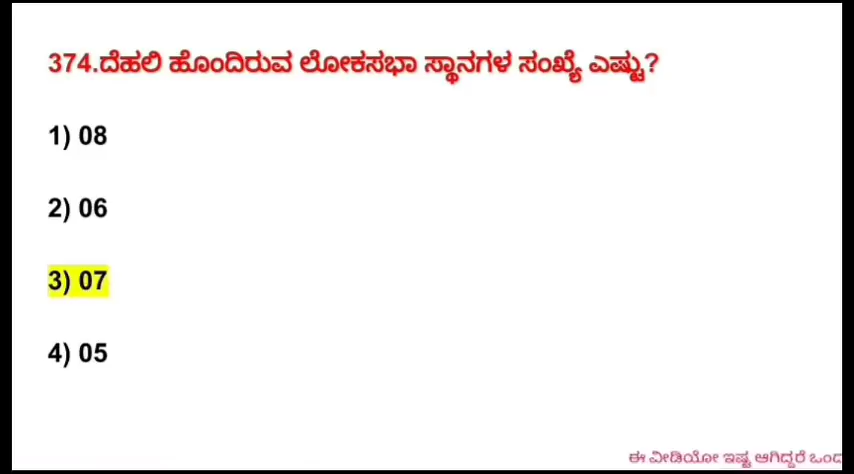 374.ದೆಹಲಿ ಹೊಂದಿರುವ ಲೋಕಸಭಾ ಸ್ಥಾನಗಳ ಸಂಖ್ಯೆ ಎಷ್ಟು?
1) 08
2) 06
3) 07
4) 05
ಈ ವೀಡಿಯೋ ಇಷ್ಟ ಆಗಿದ್ದರೆ